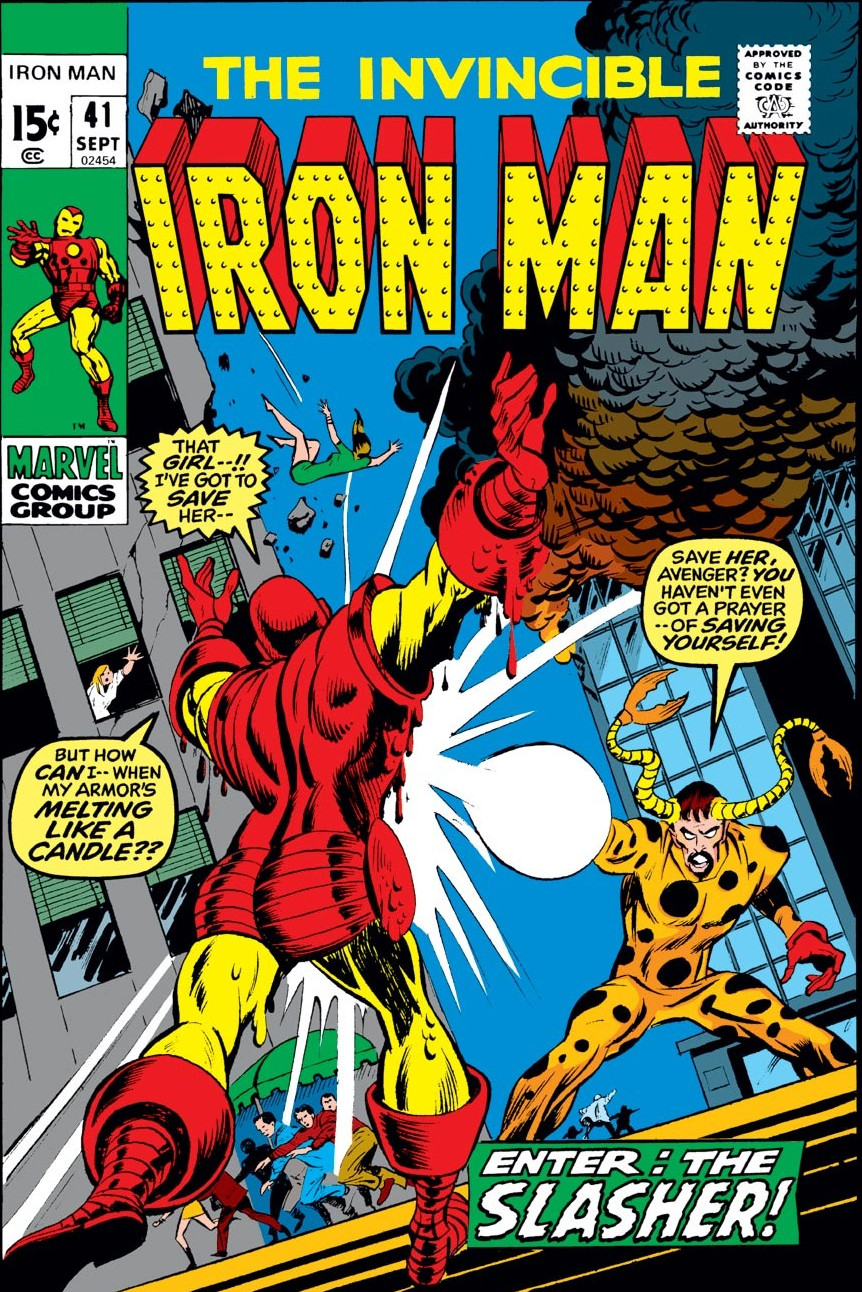 IRON MAN
15¢
CC
41
SEPT
02454
THE INVINCIBLE
IRON MAN
APPROVED
BY THE
COMICS
CODE
CA
AUTHORITY
TM
TM
MARVEL
COMICS
GROUP
THAT
GIRL--!!
I'VE GOT TO
SAVE
HER--
SAVE HER,
AVENGER? YOU
HAVEN'T EVEN
GOT A PRAYER
--OF SAVING
YOURSELF!
BUT HOW
CAN I--WHEN
MY ARMOR'S
MELTING
LIKE A
CANDLE??
ENTER: THE
SLASHER!